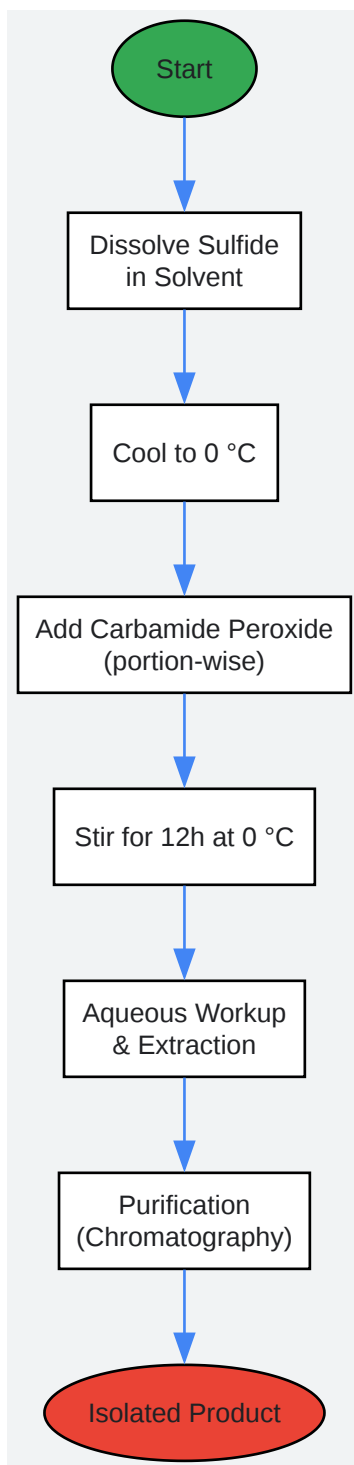 Start
Dissolve Sulfide
in Solvent
Cool to 0 °C
Add Carbamide Peroxide
(portion-wise)
Stir for 12h at 0 °C
Aqueous Workup
& Extraction
Purification
(Chromatography)
Isolated Product